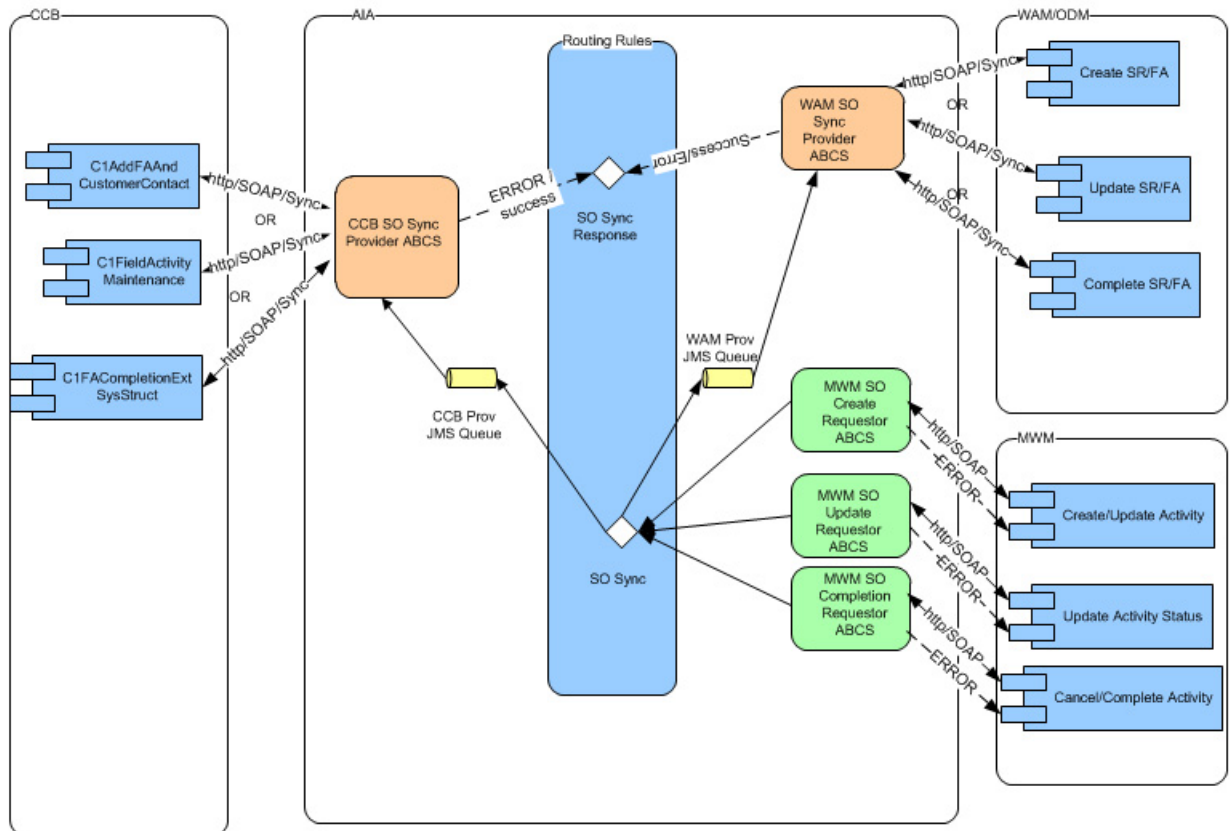 CCB
C1AddFAAnd
CustomerContact
C1FieldActivity
Maintenance
C1FACompletionExt
SysStruct
http/SOAP/Sync
OR
http/SOAP/Sync
OR
http/SOAP/Sync
AIA
CCB SO Sync
Provider ABCS
ERROR /
success
CCB Prov
JMS Queue
Routing Rules
SO Sync
Response
SO Sync
Success/Error
WAM SO
Sync
Provider
ABCS
WAM Prov
JMS Queue
MWM SO
Create
Requestor
ABCS
MWM SO
Update
Requestor
ABCS
MWM SO
Completion
Requestor
ABCS
http/SOAP/Sync
OR
http/SOAP/Sync
OR
http/SOAP/Sync
WAM/ODM
Create SR/FA
Update SR/FA
Complete SR/FA
http/SOAP
ERROR
http/SOAP
ERROR
http/SOAP
ERROR
MWM
Create/Update Activity
Update Activity Status
Cancel/Complete Activity